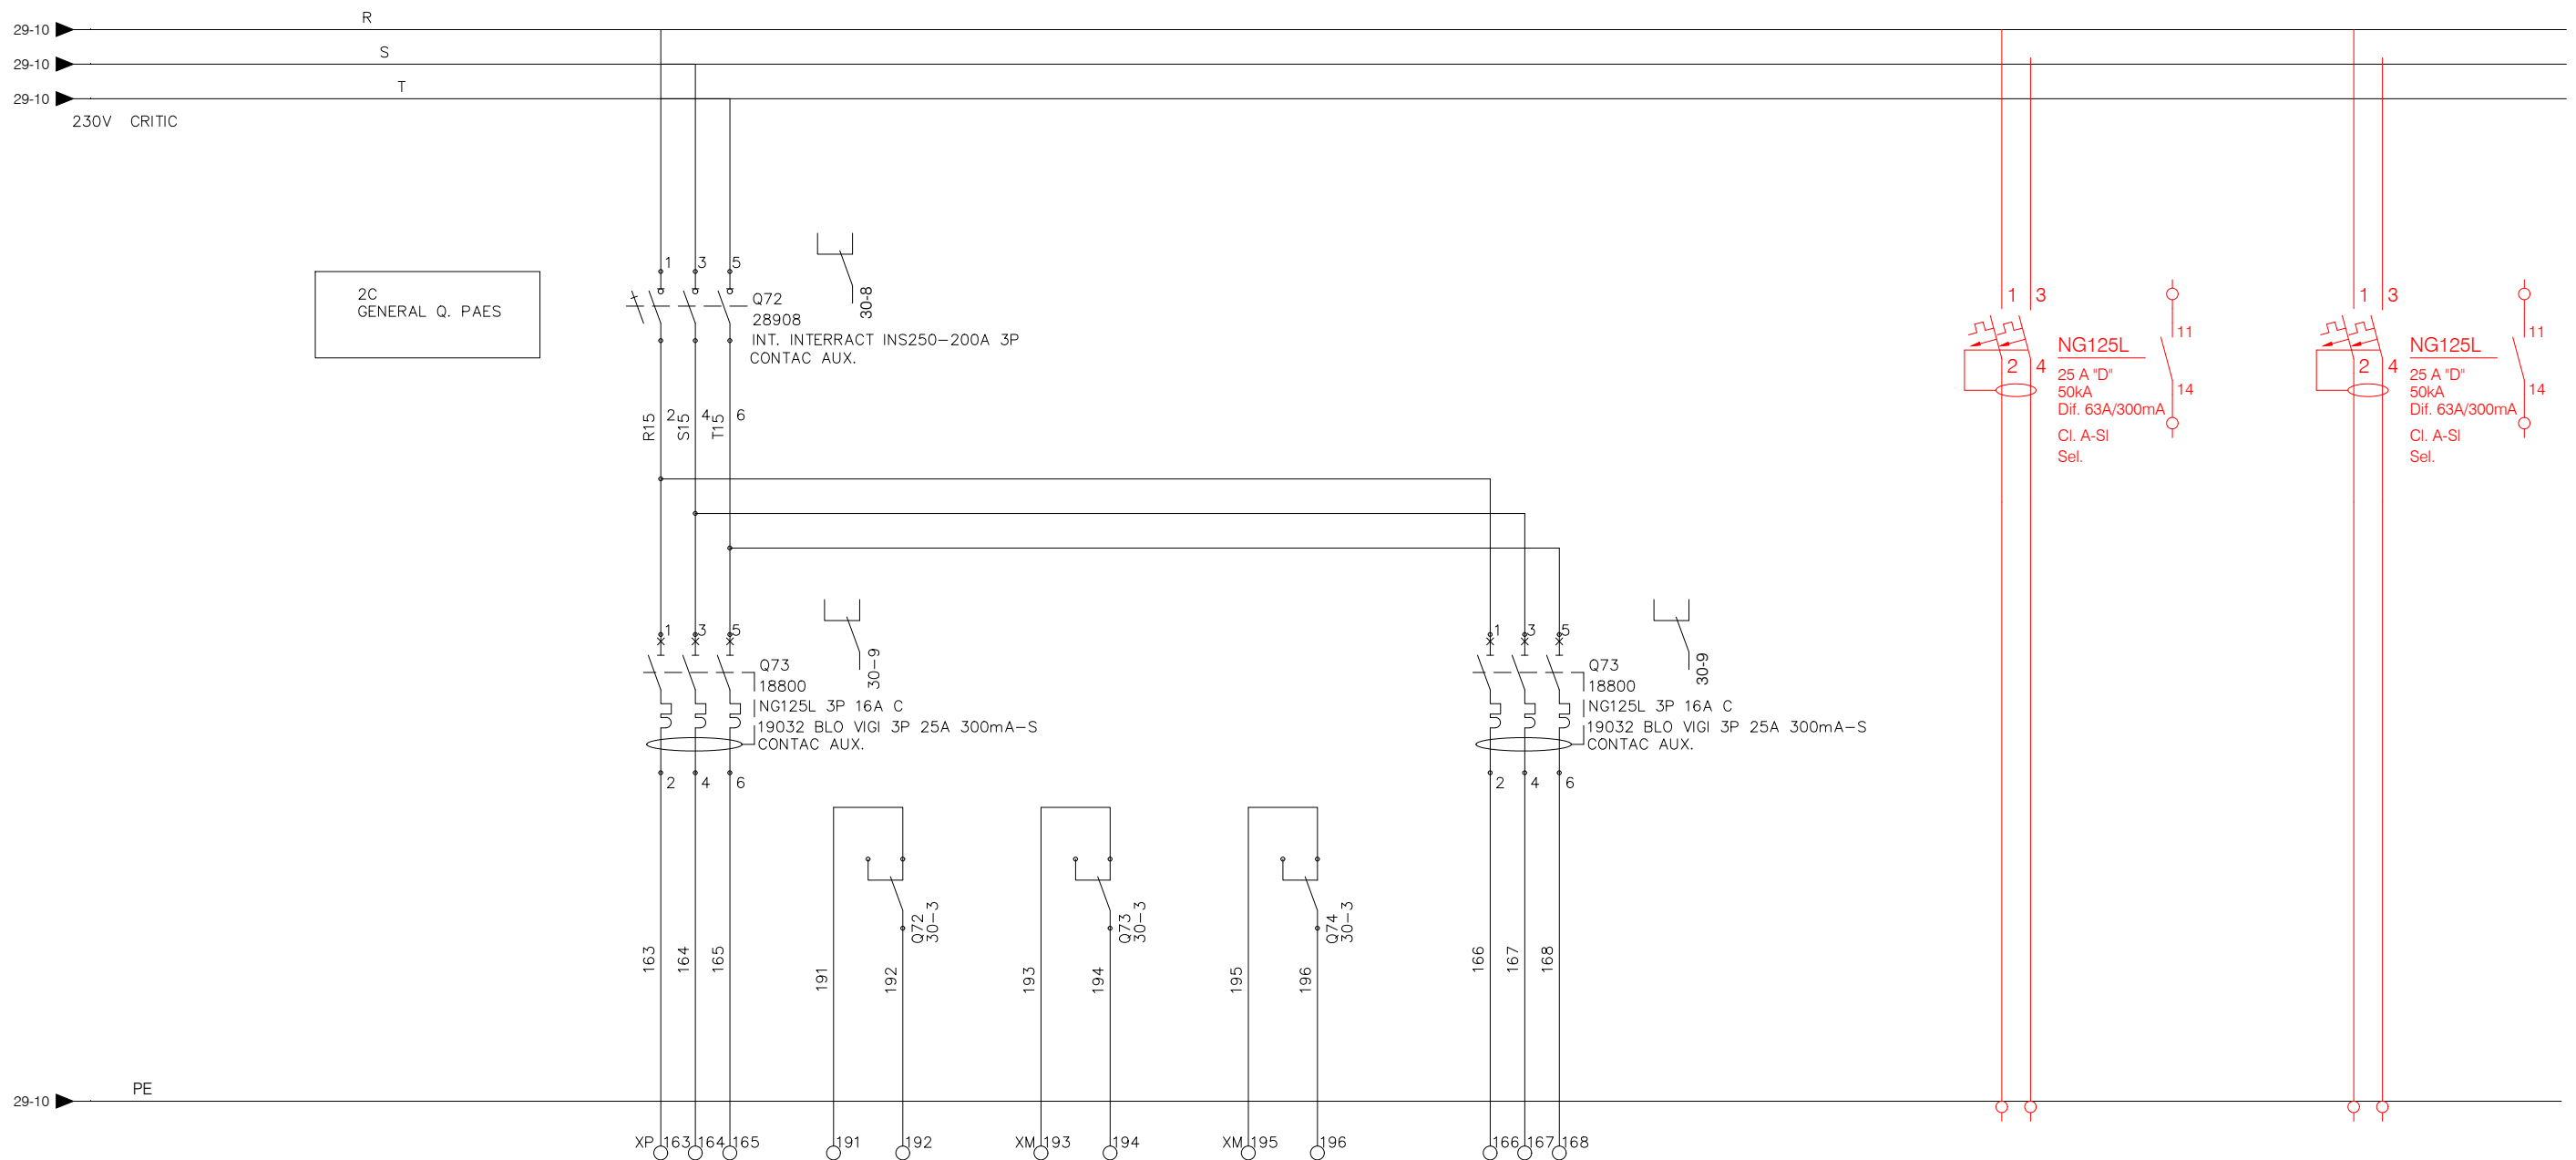 R
29-10
S
29-10
T
29-10
230V CRITIC
2C
GENERAL Q. PAES
1 3 5
Q72
28908
INT. INTERRACT INS250-200A 3P
CONTAC AUX.
30-8
R15 2 S15 4 T15 6
1 3
NG125L
2 4
25 A "D"
50kA
Dif. 63A/300mA
Cl. A-SI
Sel.
11
14
1 3
NG125L
2 4
25 A "D"
50kA
Dif. 63A/300mA
Cl. A-SI
Sel.
11
14
1 3 5
Q73
18800
NG125L 3P 16A C
19032 BLO VIGI 3P 25A 300mA-S
CONTAC AUX.
30-9
2 4 6
1 3 5
Q73
18800
NG125L 3P 16A C
19032 BLO VIGI 3P 25A 300mA-S
CONTAC AUX.
30-9
2 4 6
Q72
30-3
Q73
30-3
Q74
30-3
163 164 165
191 192
193 194
195 196
166 167 168
PE
29-10
XP 163 164 165 191 192 XM 193 194 XM 195 196 166 167 168